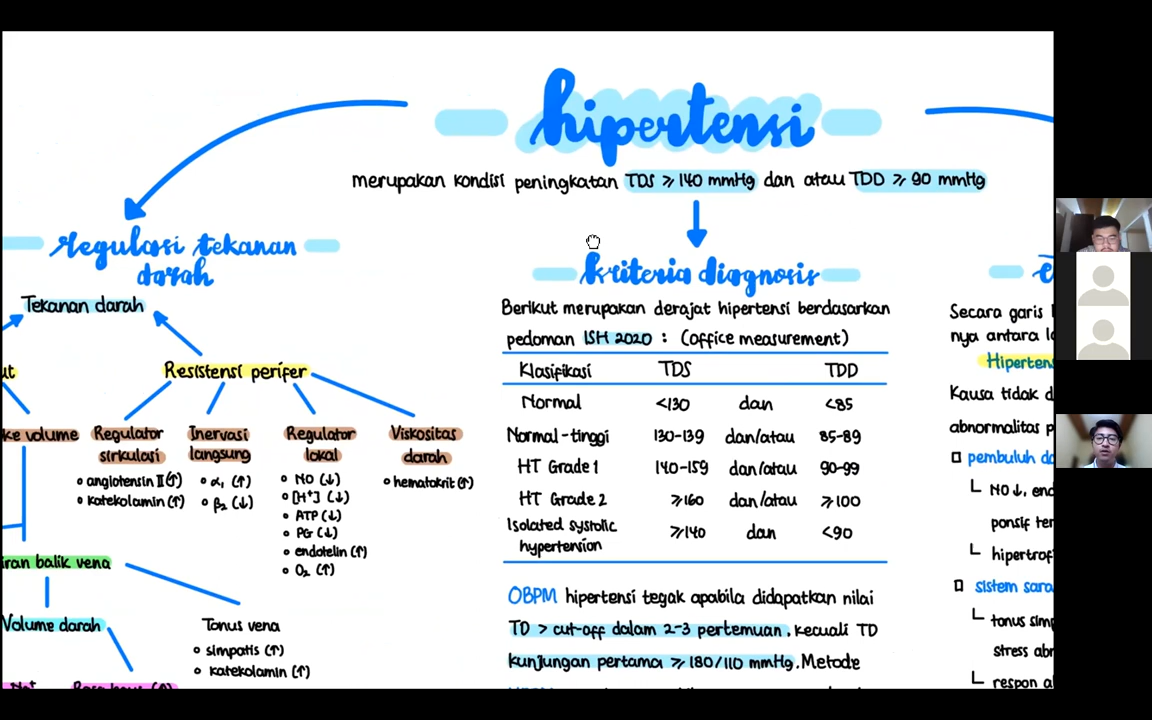 hipertensi
merupakan kondisi peningkatan TDS ≥ 140 mmHg dan atau TDD ≥ 90 mmHg
regulasi tekanan
darah
Tekanan darah
Resistensi perifer
ke volume
Regulator
sirkulasi
angiotensin II (↑)
katekolamin (↑)
Inervasi
langsung
α1 (↑)
β2 (↓)
Regulator
lokal
NO (↓)
[H+] (↓)
ATP (↓)
PG (↓)
endotelin (↑)
O2 (↑)
Viskositas
darah
hematokrit (↑)
iran balik vena
Volume darah
Tonus vena
simpatis (↑)
katekolamin (↑)
kriteria diagnosis
Berikut merupakan derajat hipertensi berdasarkan
pedoman ISH 2020 : (office measurement)
Klasifikasi TDS TDD
Normal <130 dan <85
Normal-tinggi 130-139 dan/atau 85-89
HT Grade 1 140-159 dan/atau 90-99
HT Grade 2 ≥160 dan/atau ≥100
Isolated systolic
hypertension ≥140 dan <90
OBPM hipertensi tegak apabila didapatkan nilai
TD > cut-off dalam 2-3 pertemuan, kecuali TD
kunjungan pertama ≥ 180/110 mmHg. Metode
Secara garis
nya antara
Hipertens
Kausa tidak d
abnormalitas p
pembuluh da
NO↓, end
ponsif ter
hipertrof
sistem sara
tonus simp
stress abn
respon a